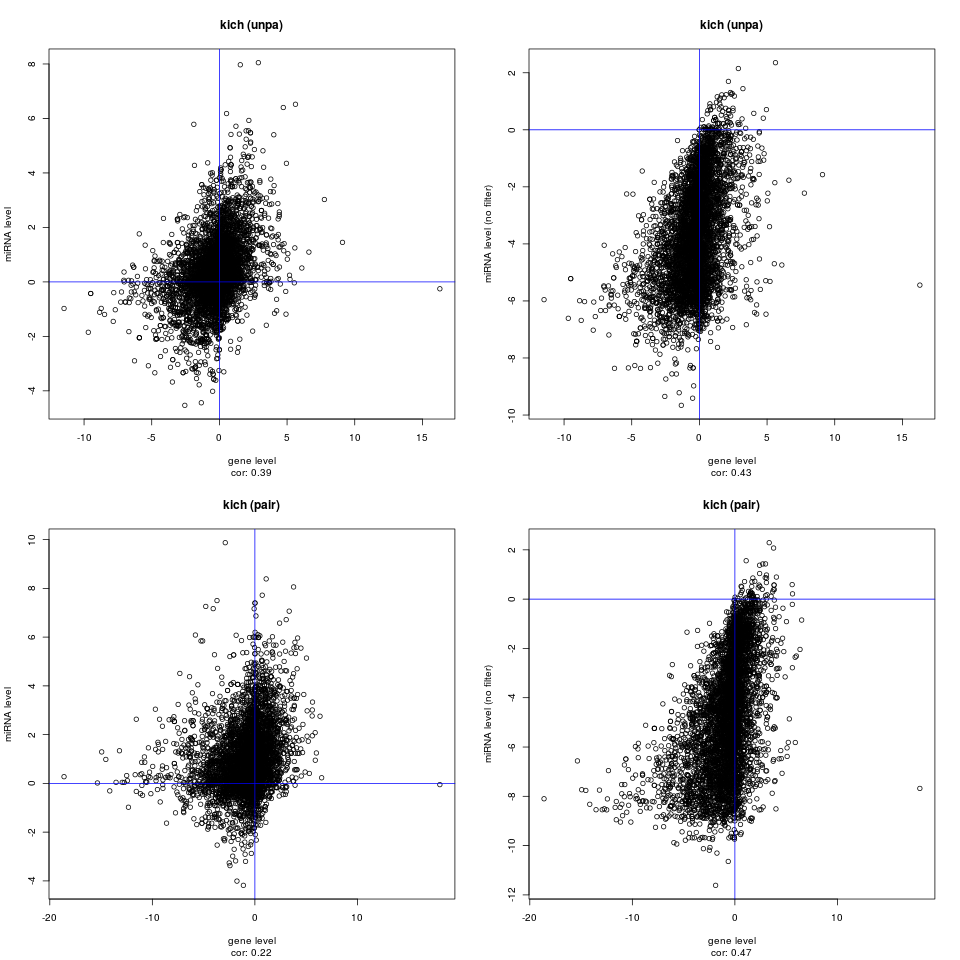 kich (unpa)
miRNA level
8
6
4
2
0
-2
-4
-10 -5 0 5 10 15
gene level
cor: 0.39
kich (unpa)
miRNA level (no filter)
2
0
-2
-4
-6
-8
-10
-10 -5 0 5 10 15
gene level
cor: 0.43
kich (pair)
miRNA level
10
8
6
4
2
0
-2
-4
-20 -10 0 10
gene level
cor: 0.22
kich (pair)
miRNA level (no filter)
2
0
-2
-4
-6
-8
-10
-12
-20 -10 0 10
gene level
cor: 0.47